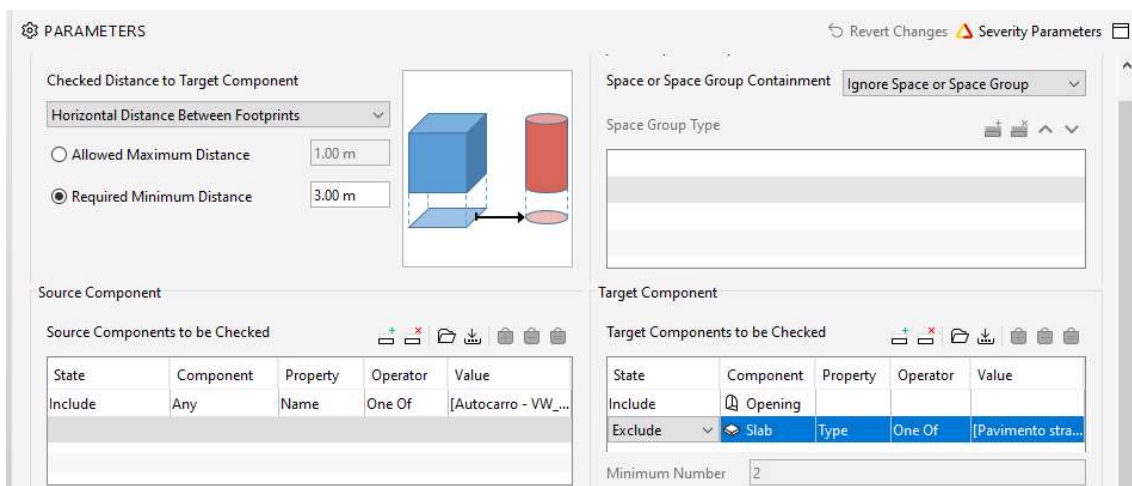 PARAMETERS
Revert Changes
Severity Parameters
Checked Distance to Target Component
Horizontal Distance Between Footprints
Allowed Maximum Distance 1.00 m
Required Minimum Distance 3.00 m
Space or Space Group Containment Ignore Space or Space Group
Space Group Type
Source Component
Source Components to be Checked
State Component Property Operator Value
Include Any Name One Of [Autocarro - VW_...
Target Component
Target Components to be Checked
State Component Property Operator Value
Include Opening
Exclude Slab Type One Of [Pavimento stra...
Minimum Number 2